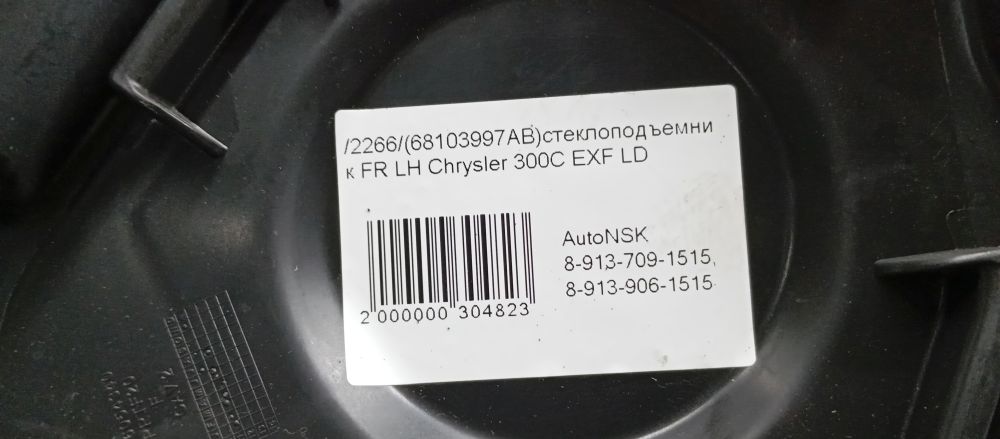 /2266/(68103997AB)стеклоподъемни
к FR LH Chrysler 300C EXF LD
AutoNSK
8-913-709-1515,
8-913-906-1515
2 000000 304823